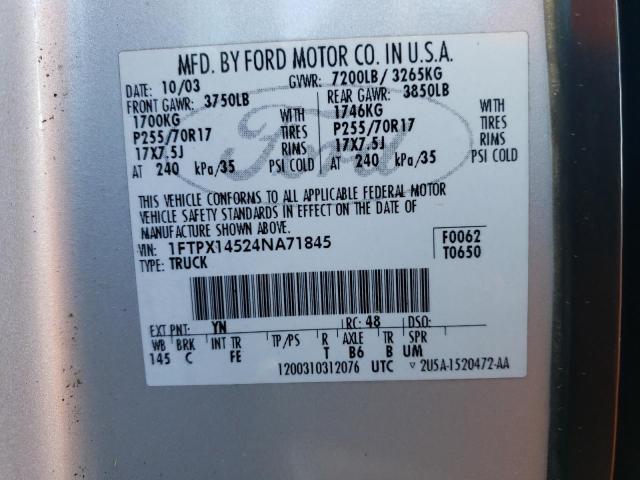 MFD. BY FORD MOTOR CO. IN U.S.A.
DATE: 10/03 GVWR: 7200LB/ 3265KG
FRONT GAWR: 3750LB REAR GAWR: 3850LB
1700KG WITH 1746KG WITH
P255/70R17 TIRES P255/70R17 TIRES
17X7.5J RIMS 17X7.5J RIMS
AT 240 kPa/35 PSI COLD AT 240 kPa/35 PSI COLD
THIS VEHICLE CONFORMS TO ALL APPLICABLE FEDERAL MOTOR
VEHICLE SAFETY STANDARDS IN EFFECT ON THE DATE OF
MANUFACTURE SHOWN ABOVE.
VIN: 1FTPX14524NA71845 F0062
TYPE: TRUCK T0650
EXT PNT: YN RC: 48 DSO:
WB BRK INT TR TP/PS R AXLE TR SPR
145 C FE T B6 B UM
1200310312076 UTC ▽ 2U5A-1520472-AA
Ford